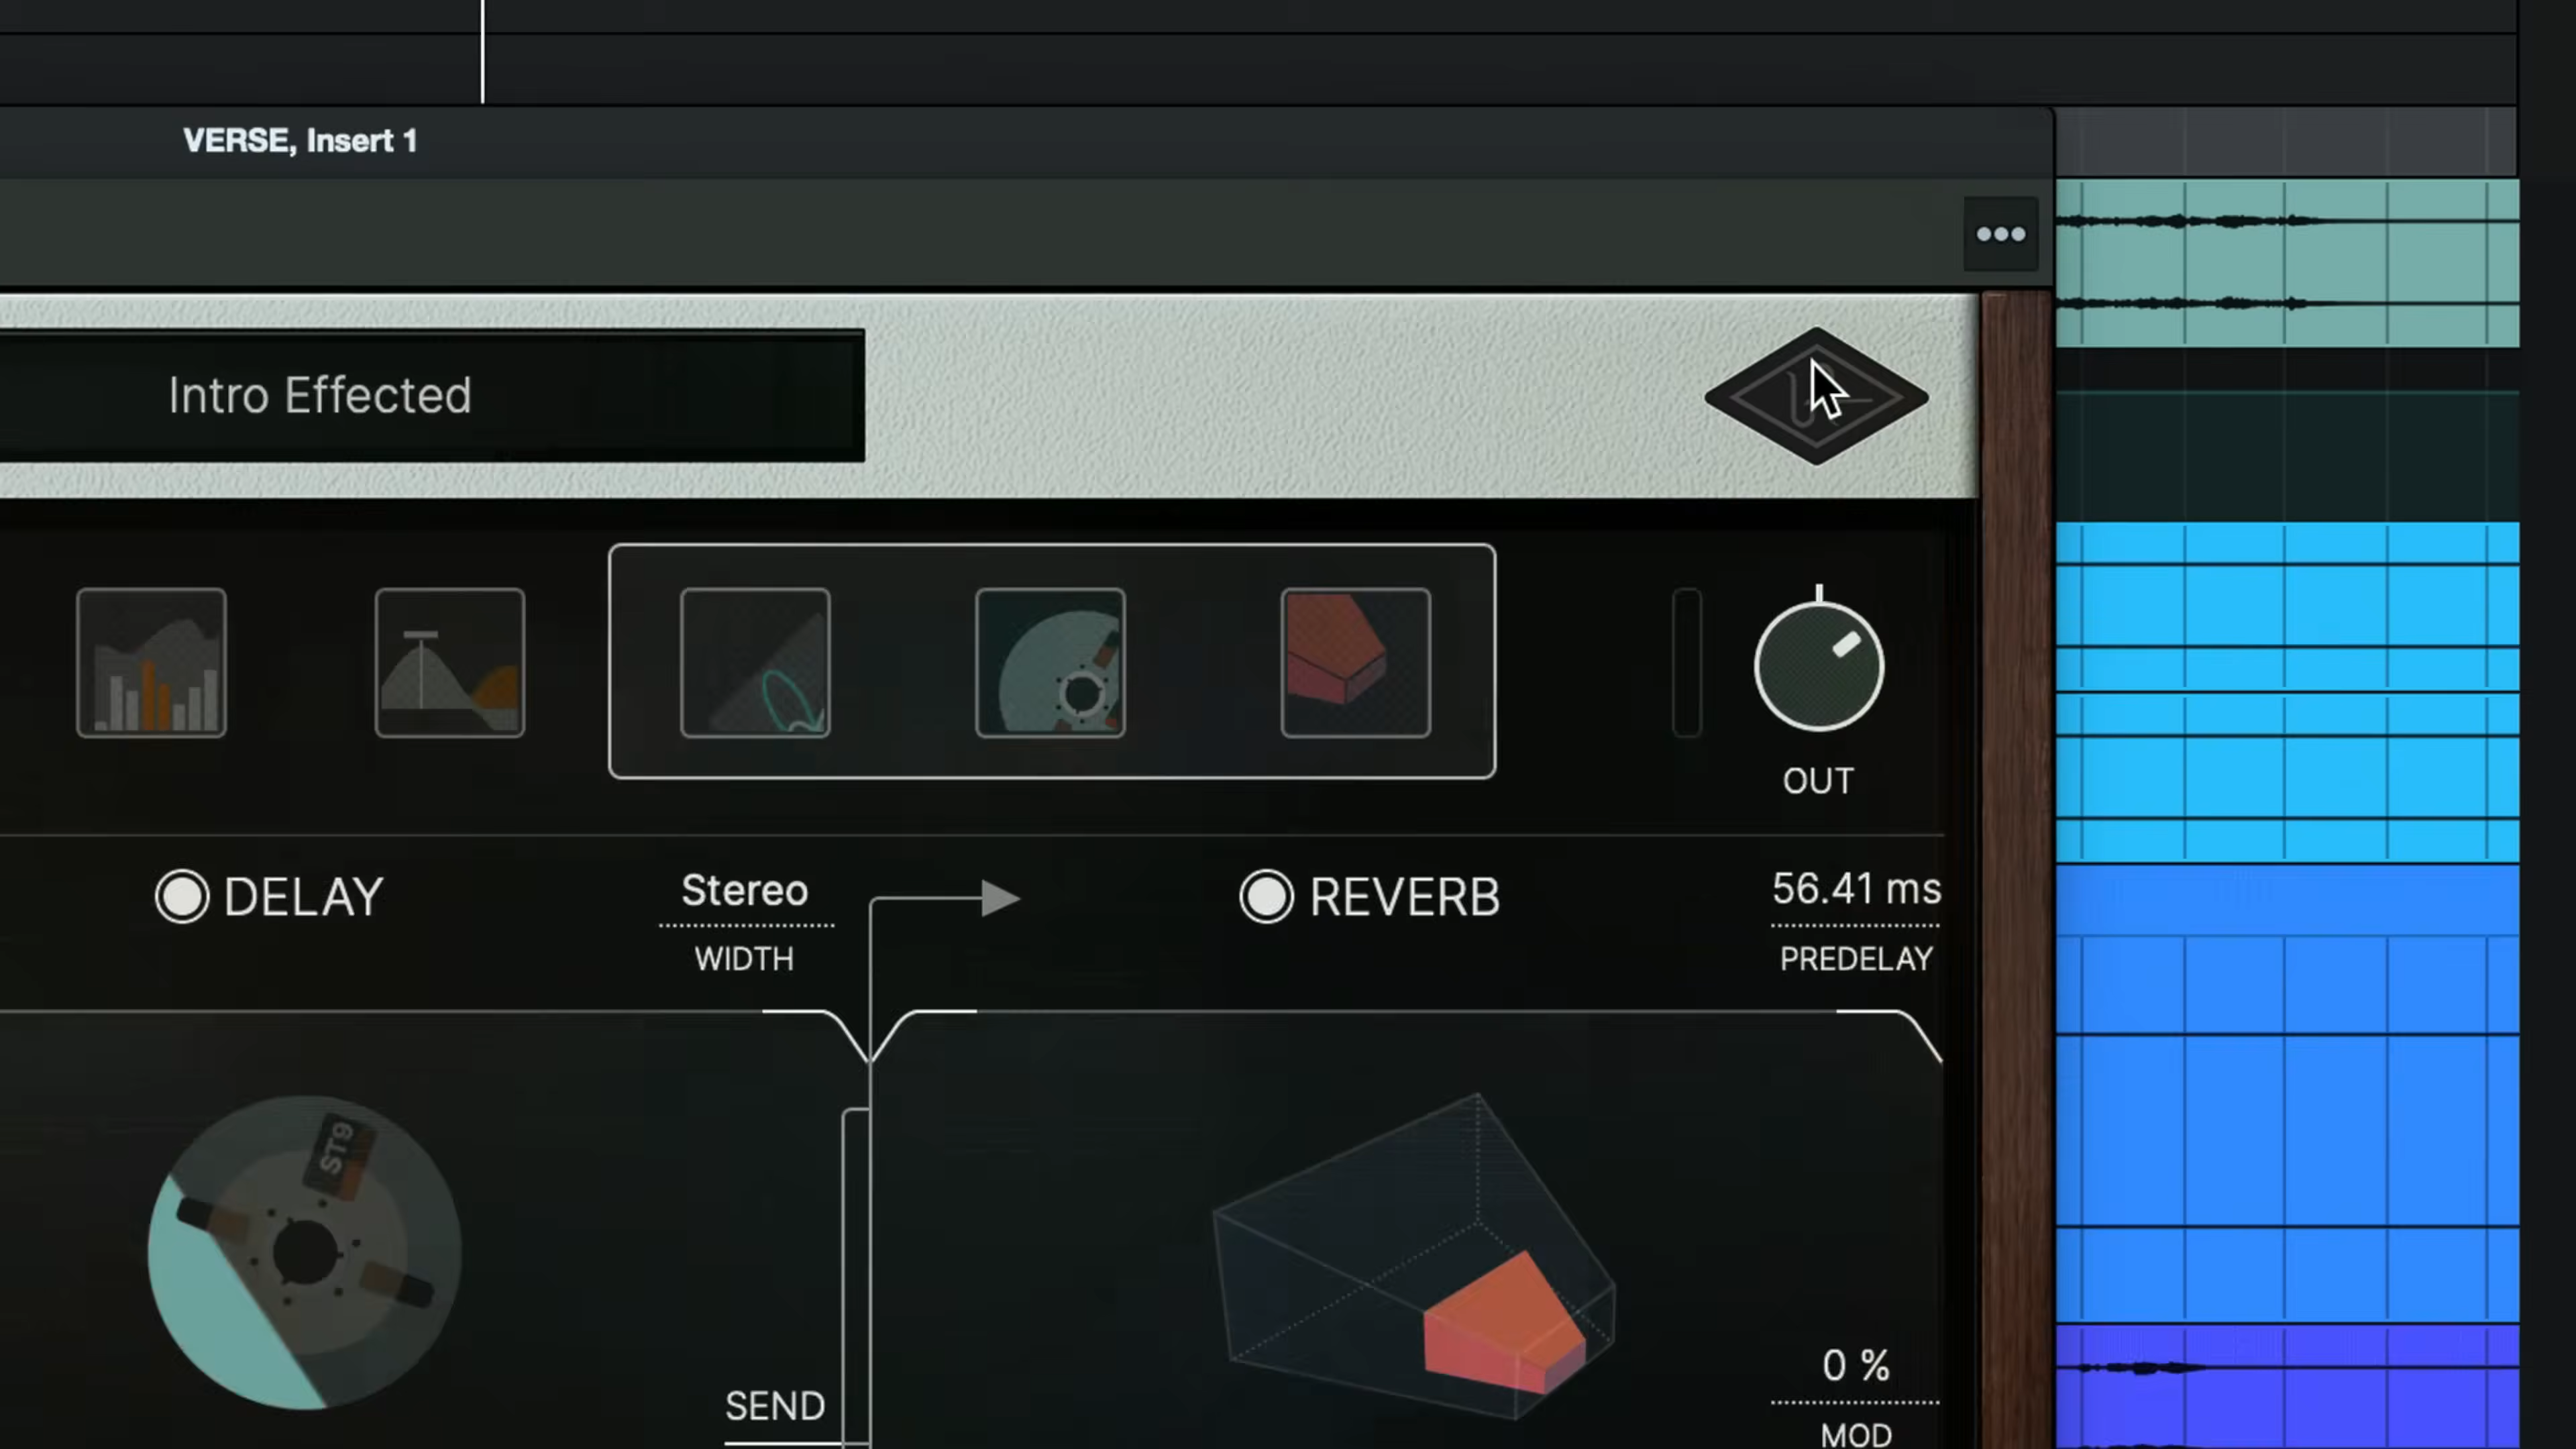 VERSE, Insert 1
Intro Effected
OUT
DELAY
Stereo
WIDTH
REVERB
56.41 ms
PREDELAY
ST9
SEND
0 %
MOD